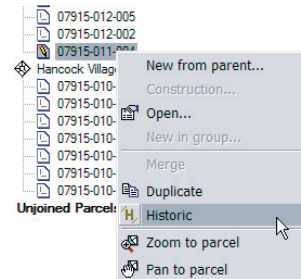 07915-012-005
07915-012-002
07915-011-004
Hancock Village
07915-010-
07915-010-
07915-010-
07915-010-
07915-010-
07915-010-
07915-010-
Unjoined Parcels
New from parent...
Construction...
Open...
New in group...
Merge
Duplicate
Historic
Zoom to parcel
Pan to parcel